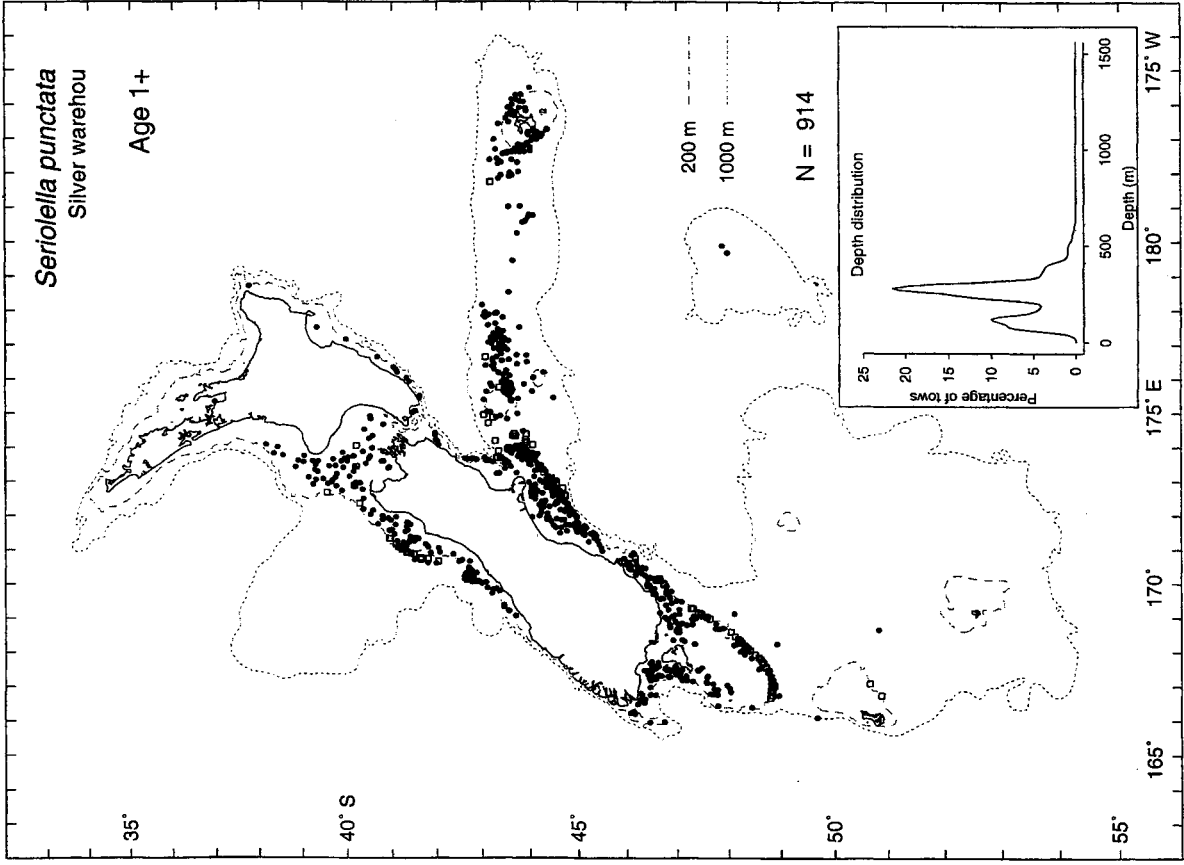 Seriolella punctata
Silver warehou
Age 1+
35°
40° S
45°
50°
55°
165°
170°
175° E
180°
175° W
200 m
1000 m
N = 914
Depth distribution
Percentage of tows
25
20
15
10
5
0
0
500
1000
1500
Depth (m)